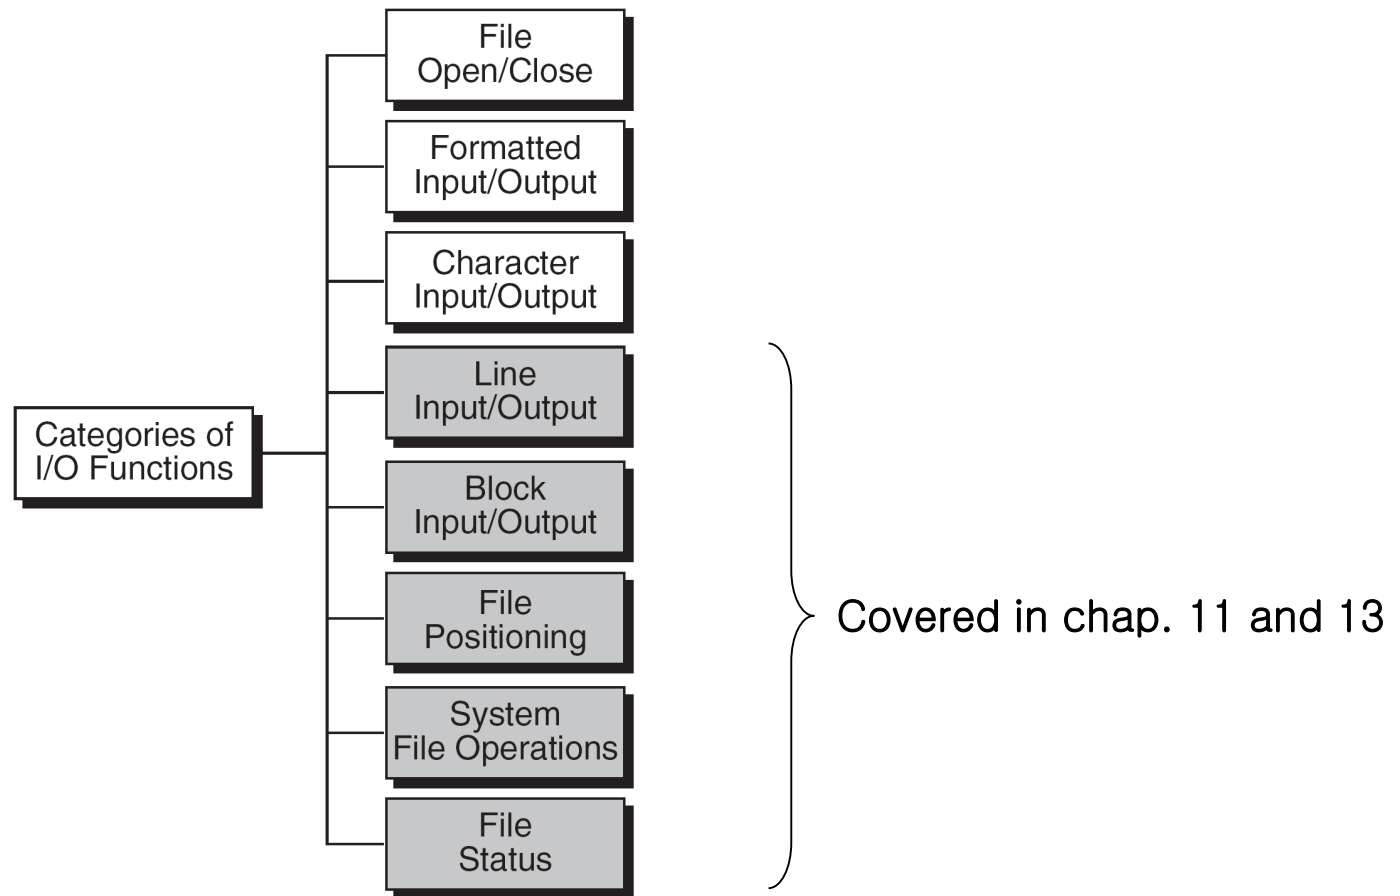 File
Open/Close
Formatted
Input/Output
Character
Input/Output
Line
Input/Output
Categories of
I/O Functions
Block
Input/Output
File
Positioning
Covered in chap. 11 and 13
System
File Operations
File
Status